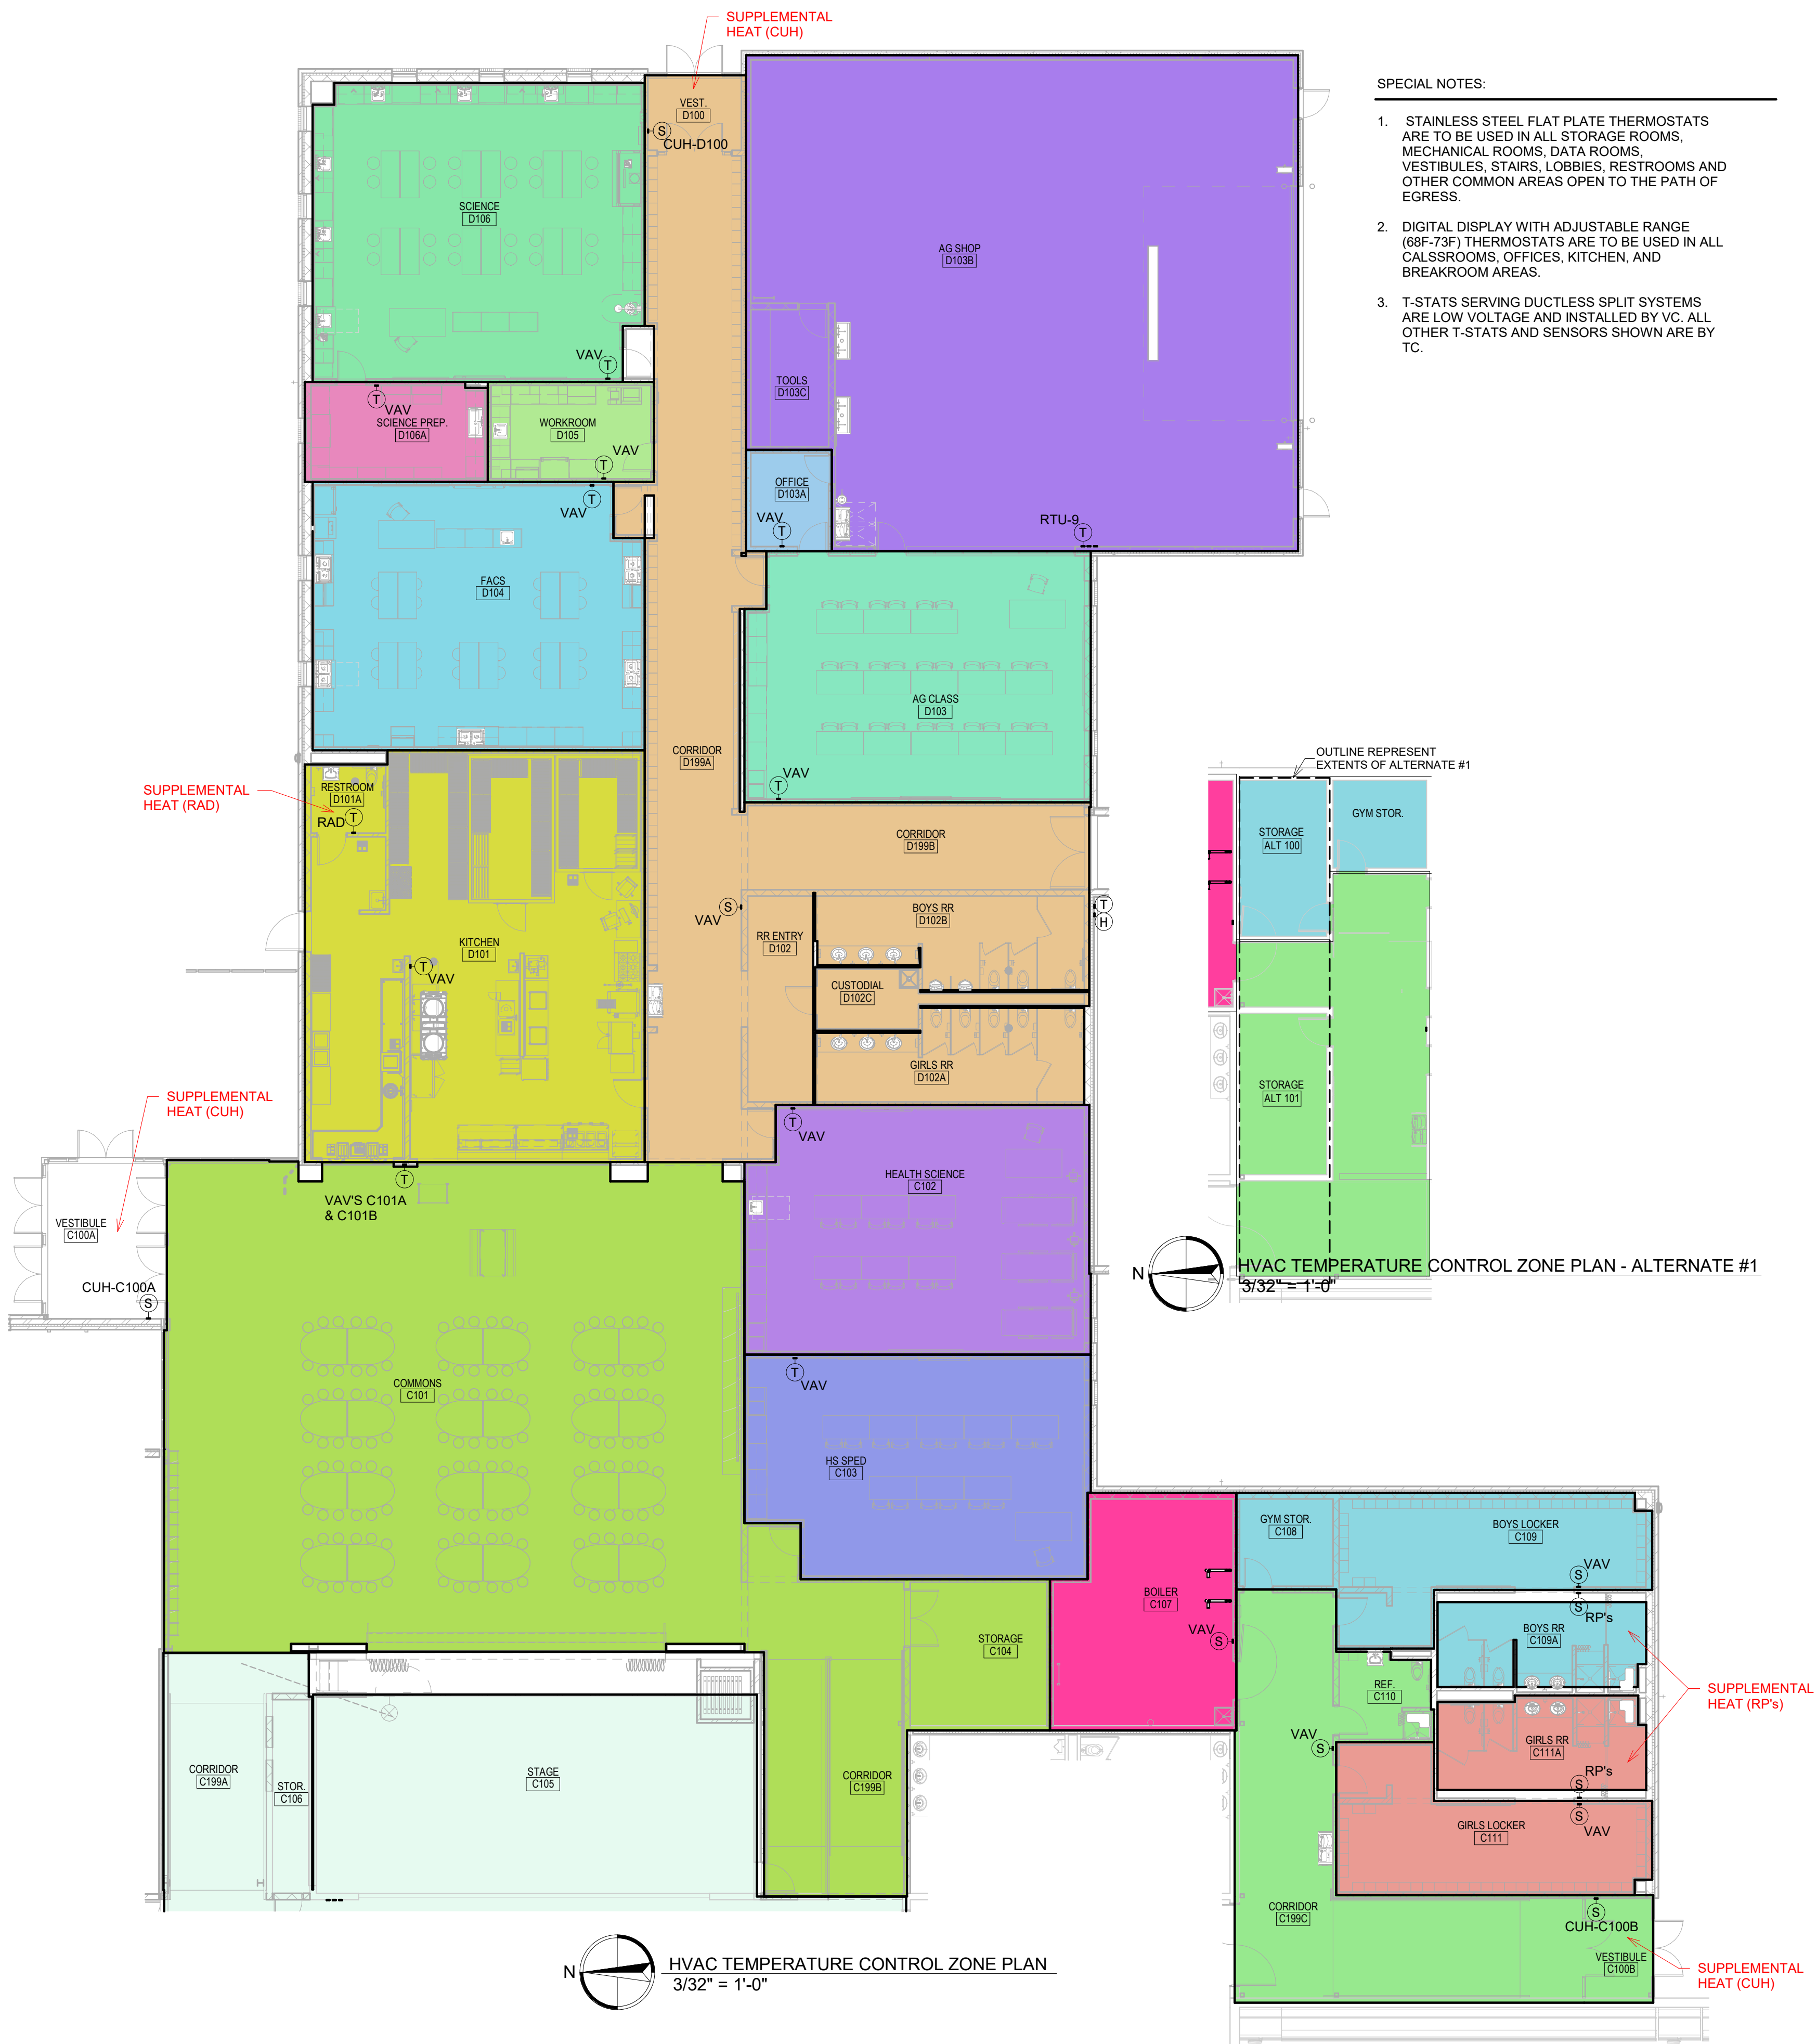 SUPPLEMENTAL
HEAT (CUH)
VEST.
D100
S
CUH-D100
SCIENCE
D106
VAV
T
AG SHOP
D103B
TOOLS
D103C
SPECIAL NOTES:
1. STAINLESS STEEL FLAT PLATE THERMOSTATS
ARE TO BE USED IN ALL STORAGE ROOMS,
MECHANICAL ROOMS, DATA ROOMS,
VESTIBULES, STAIRS, LOBBIES, RESTROOMS AND
OTHER COMMON AREAS OPEN TO THE PATH OF
EGRESS.
2. DIGITAL DISPLAY WITH ADJUSTABLE RANGE
(68F-73F) THERMOSTATS ARE TO BE USED IN ALL
CALSSROOMS, OFFICES, KITCHEN, AND
BREAKROOM AREAS.
3. T-STATS SERVING DUCTLESS SPLIT SYSTEMS
ARE LOW VOLTAGE AND INSTALLED BY VC. ALL
OTHER T-STATS AND SENSORS SHOWN ARE BY
TC.
T
VAV
SCIENCE PREP.
D106A
WORKROOM
D105
VAV
T
OFFICE
D103A
VAV
T
RTU-9
T
T
VAV
FACS
D104
AG CLASS
D103
VAV
T
CORRIDOR
D199A
SUPPLEMENTAL
HEAT (RAD)
RESTROOM
D101A
RAD
T
CORRIDOR
D199B
OUTLINE REPRESENT
EXTENTS OF ALTERNATE #1
STORAGE
ALT 100
GYM STOR.
STORAGE
ALT 101
S
VAV
T
H
BOYS RR
D102B
RR ENTRY
D102
KITCHEN
D101
T
VAV
CUSTODIAL
D102C
GIRLS RR
D102A
SUPPLEMENTAL
HEAT (CUH)
T
VAV
T
VAV'S C101A
& C101B
HEALTH SCIENCE
C102
VESTIBULE
C100A
CUH-C100A
S
N
HVAC TEMPERATURE CONTROL ZONE PLAN - ALTERNATE #1
3/32" = 1'-0"
T
VAV
COMMONS
C101
HS SPED
C103
GYM STOR.
C108
BOYS LOCKER
C109
VAV
S
S
RP's
BOILER
C107
VAV
S
BOYS RR
C109A
STORAGE
C104
REF.
C110
SUPPLEMENTAL
HEAT (RP's)
VAV
S
GIRLS RR
C111A
RP's
S
S
VAV
CORRIDOR
C199A
STOR.
C106
STAGE
C105
CORRIDOR
C199B
GIRLS LOCKER
C111
CORRIDOR
C199C
S
CUH-C100B
VESTIBULE
C100B
SUPPLEMENTAL
HEAT (CUH)
N
HVAC TEMPERATURE CONTROL ZONE PLAN
3/32" = 1'-0"